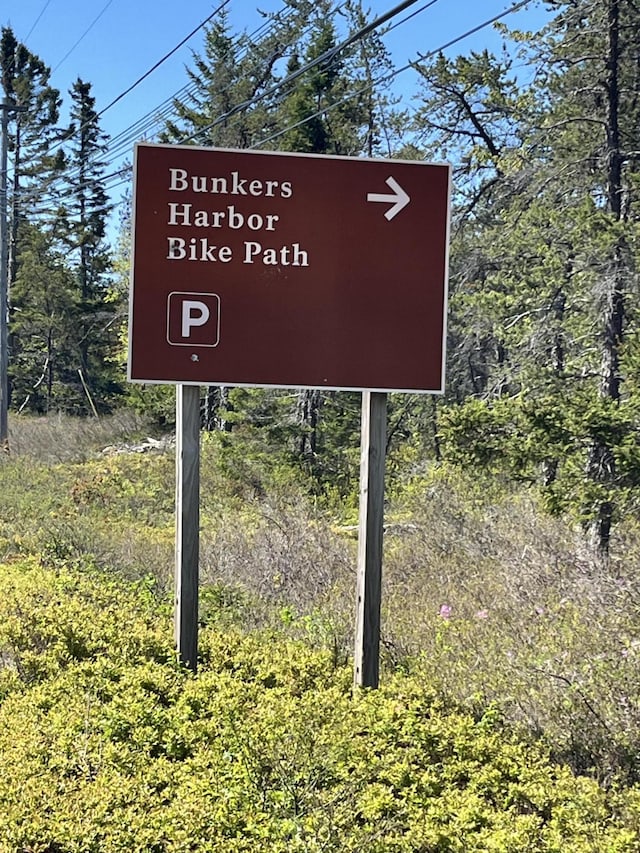 Bunkers
Harbor
Bike Path
P